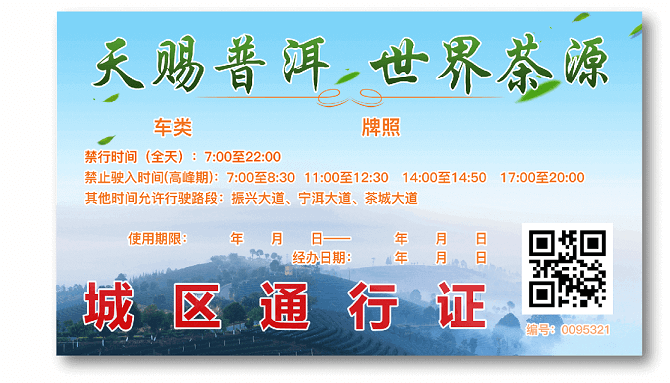 天赐普洱 世界茶源
车类 牌照
禁行时间（全天）：7:00至22:00
禁止驶入时间(高峰期)：7:00至8:30 11:00至12:30 14:00至14:50 17:00至20:00
其他时间允许行驶路段：振兴大道、宁洱大道、茶城大道
使用期限： 年 月 日—— 年 月 日
经办日期： 年 月 日
城区通行证
编号：0095321